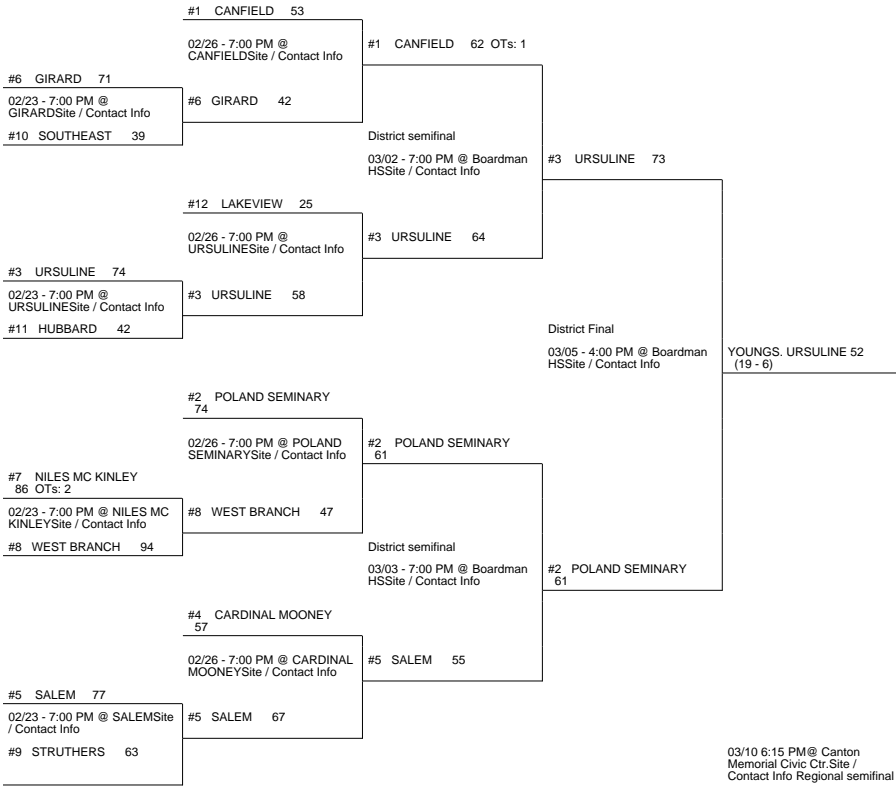 #1 CANFIELD 53
02/26 - 7:00 PM @
CANFIELDSite / Contact Info
#1 CANFIELD 62 OTs: 1
#6 GIRARD 71
02/23 - 7:00 PM @
GIRARDSite / Contact Info
#6 GIRARD 42
#10 SOUTHEAST 39
District semifinal
03/02 - 7:00 PM @ Boardman
HSSite / Contact Info
#3 URSULINE 73
#12 LAKEVIEW 25
02/26 - 7:00 PM @
URSULINESite / Contact Info
#3 URSULINE 64
#3 URSULINE 74
02/23 - 7:00 PM @
URSULINESite / Contact Info
#3 URSULINE 58
#11 HUBBARD 42
District Final
03/05 - 4:00 PM @ Boardman
HSSite / Contact Info
YOUNGS. URSULINE 52
(19 - 6)
#2 POLAND SEMINARY
74
02/26 - 7:00 PM @ POLAND
SEMINARYSite / Contact Info
#2 POLAND SEMINARY
61
#7 NILES MC KINLEY
86 OTs: 2
02/23 - 7:00 PM @ NILES MC
KINLEYSite / Contact Info
#8 WEST BRANCH 47
#8 WEST BRANCH 94
District semifinal
03/03 - 7:00 PM @ Boardman
HSSite / Contact Info
#2 POLAND SEMINARY
61
#4 CARDINAL MOONEY
57
02/26 - 7:00 PM @ CARDINAL
MOONEYSite / Contact Info
#5 SALEM 55
#5 SALEM 77
02/23 - 7:00 PM @ SALEMSite
/ Contact Info
#5 SALEM 67
#9 STRUTHERS 63
03/10 6:15 PM@ Canton
Memorial Civic Ctr.Site /
Contact Info Regional semifinal